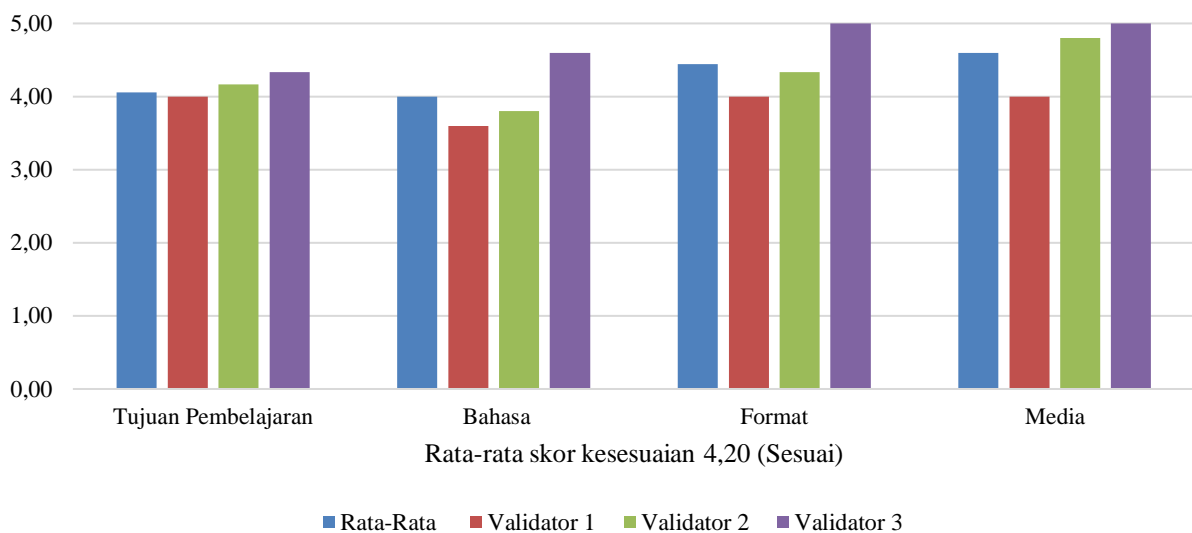 5,00
4,00
3,00
2,00
1,00
0,00
Tujuan Pembelajaran Bahasa Format Media
Rata-rata skor kesesuaian 4,20 (Sesuai)
Rata-Rata Validator 1 Validator 2 Validator 3